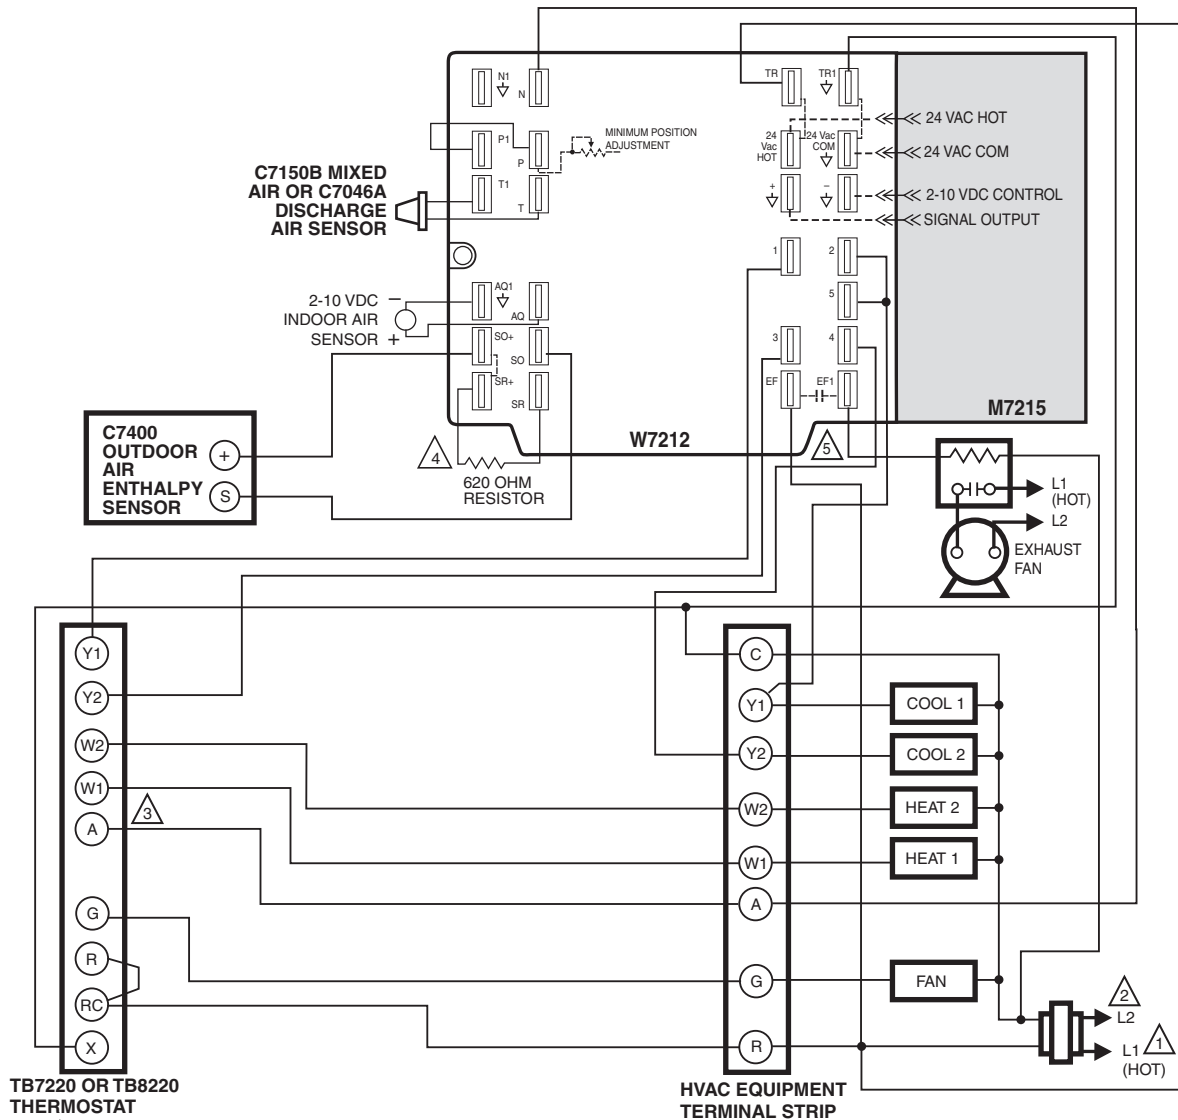 N1
N
TR
TR1
24 VAC HOT
P1
P
MINIMUM POSITION
ADJUSTMENT
24
Vac
HOT
24 Vac
COM
24 VAC COM
C7150B MIXED
AIR OR C7046A
DISCHARGE
AIR SENSOR
T1
T
+
–
2-10 VDC CONTROL
SIGNAL OUTPUT
1
2
2-10 VDC
INDOOR AIR
SENSOR
–
+
AQ1
AQ
5
SO+
SO
3
4
SR+
SR
EF
EF1
M7215
W7212
4
5
620 OHM
RESISTOR
C7400
OUTDOOR
AIR
ENTHALPY
SENSOR
+
S
L1
(HOT)
L2
EXHAUST
FAN
Y1
Y2
W2
W1
A
G
R
RC
X
3
C
Y1
Y2
W2
W1
A
G
R
COOL 1
COOL 2
HEAT 2
HEAT 1
FAN
2
L2
1
L1
(HOT)
TB7220 OR TB8220
THERMOSTAT
HVAC EQUIPMENT
TERMINAL STRIP